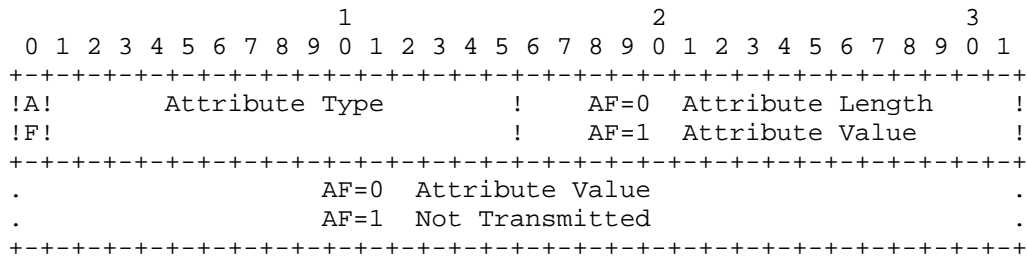 1                   2                   3
 0 1 2 3 4 5 6 7 8 9 0 1 2 3 4 5 6 7 8 9 0 1 2 3 4 5 6 7 8 9 0 1
+-+-+-+-+-+-+-+-+-+-+-+-+-+-+-+-+-+-+-+-+-+-+-+-+-+-+-+-+-+-+-+-+
!A!       Attribute Type        !    AF=0  Attribute Length     !
!F!                             !    AF=1  Attribute Value      !
+-+-+-+-+-+-+-+-+-+-+-+-+-+-+-+-+-+-+-+-+-+-+-+-+-+-+-+-+-+-+-+-+
.                   AF=0  Attribute Value                       .
.                   AF=1  Not Transmitted                       .
+-+-+-+-+-+-+-+-+-+-+-+-+-+-+-+-+-+-+-+-+-+-+-+-+-+-+-+-+-+-+-+-+